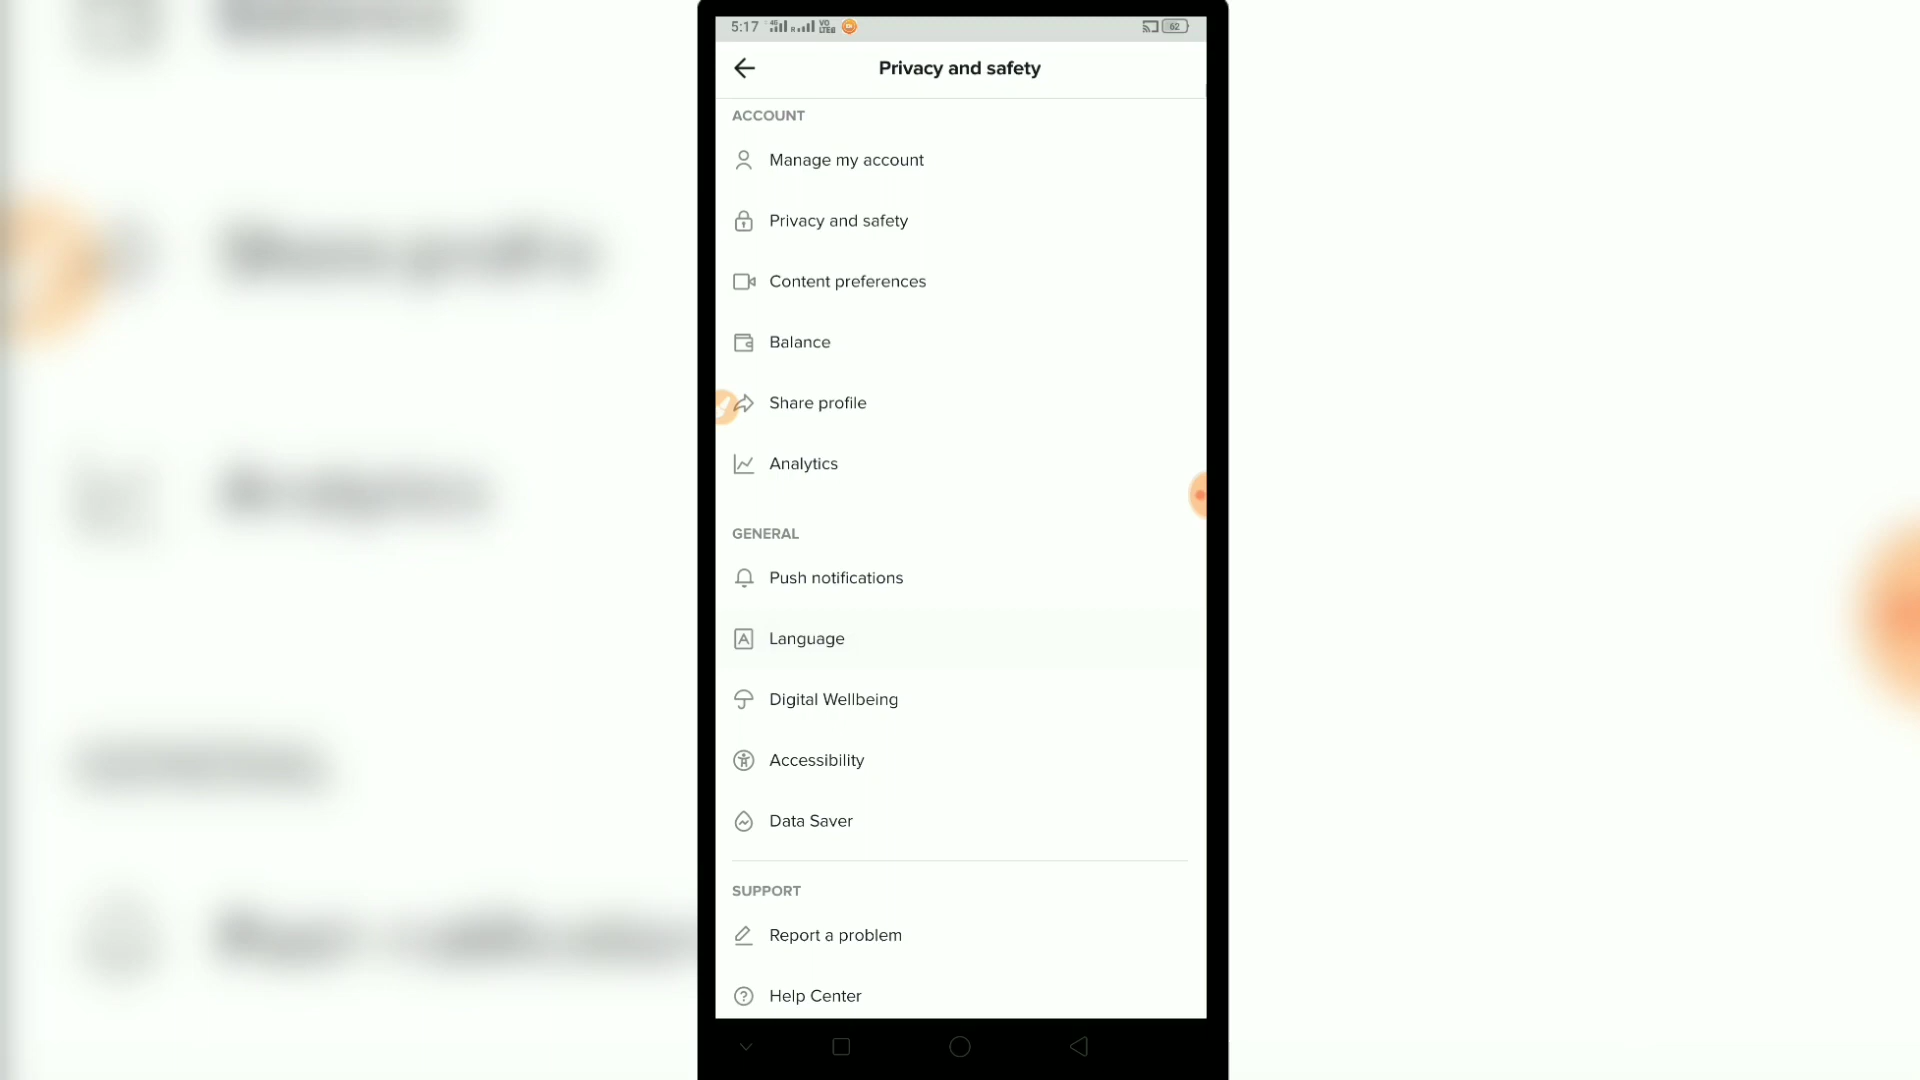 5:17
62
Privacy and safety
ACCOUNT
Manage my account
Privacy and safety
Content preferences
Balance
Share profile
Analytics
GENERAL
Push notifications
Language
Digital Wellbeing
Accessibility
Data Saver
SUPPORT
Report a problem
Help Center